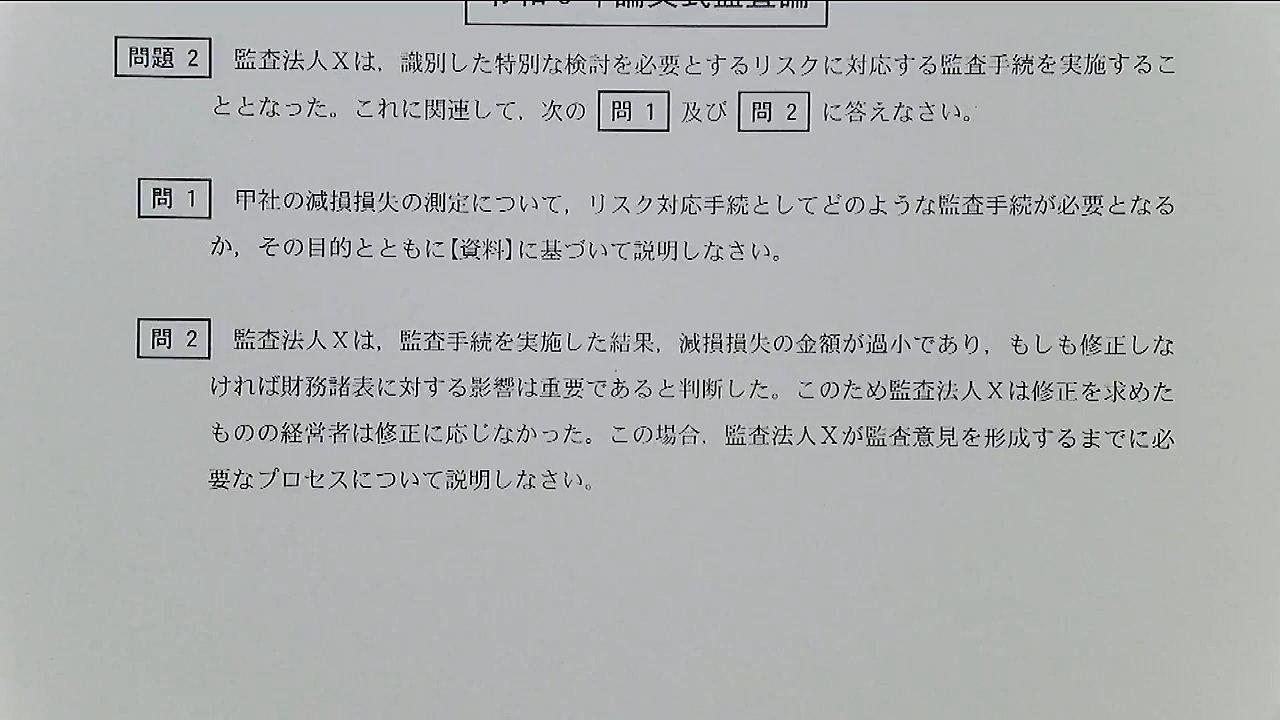 論文式監査論
問題 2 監査法人Xは，識別した特別な検討を必要とするリスクに対応する監査手続を実施するこ
ととなった。これに関連して，次の 問 1 及び 問 2 に答えなさい。
問 1 甲社の減損損失の測定について，リスク対応手続としてどのような監査手続が必要となる
か，その目的とともに【資料】に基づいて説明しなさい。
問 2 監査法人Xは，監査手続を実施した結果，減損損失の金額が過小であり，もしも修正しな
ければ財務諸表に対する影響は重要であると判断した。このため監査法人Xは修正を求めた
ものの経営者は修正に応じなかった。この場合，監査法人Xが監査意見を形成するまでに必
要なプロセスについて説明しなさい。